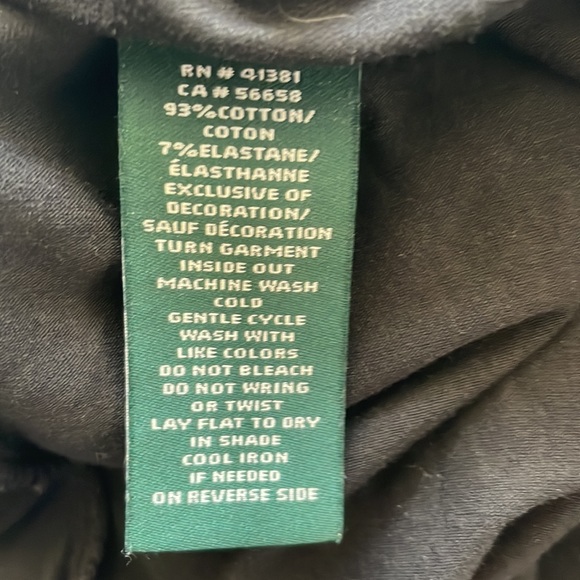 RN # 41381
CA # 56658
93%COTTON/
COTON
7%ELASTANE/
ÉLASTHANNE
EXCLUSIVE OF
DECORATION/
SAUF DÉCORATION
TURN GARMENT
INSIDE OUT
MACHINE WASH
COLD
GENTLE CYCLE
WASH WITH
LIKE COLORS
DO NOT BLEACH
DO NOT WRING
OR TWIST
LAY FLAT TO DRY
IN SHADE
COOL IRON
IF NEEDED
ON REVERSE SIDE